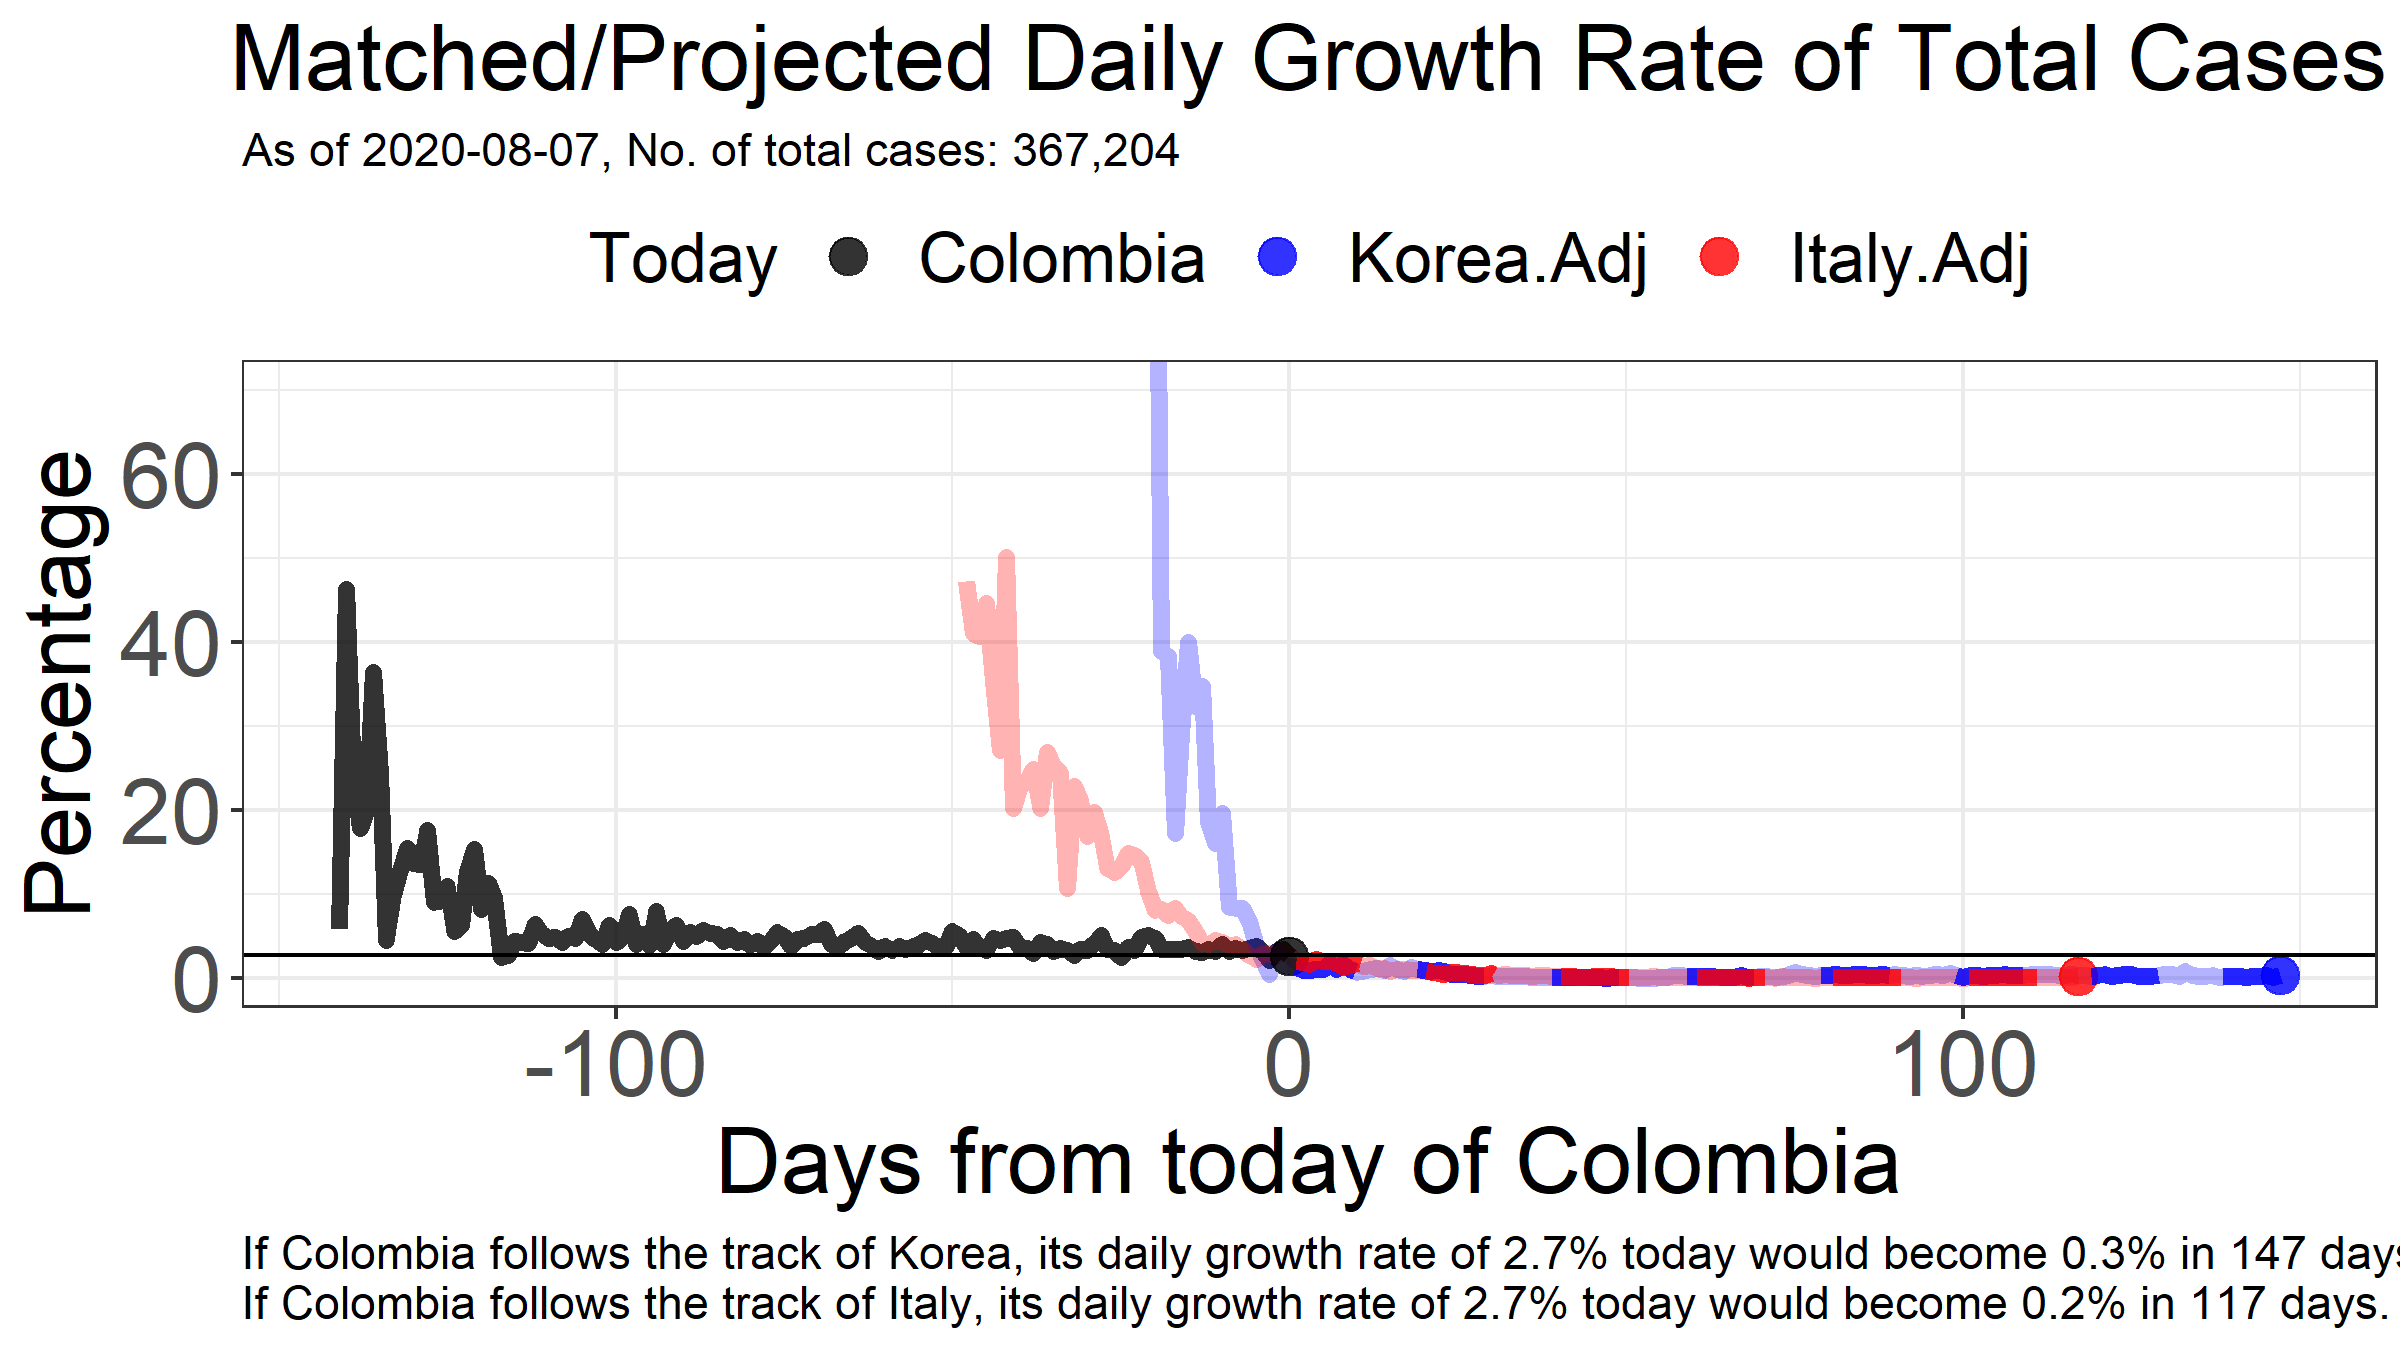 Matched/Projected Daily Growth Rate of Total Cases
As of 2020-08-07, No. of total cases: 367,204
Today Colombia Korea.Adj Italy.Adj
Percentage
60
40
20
0
-100 0 100
Days from today of Colombia
If Colombia follows the track of Korea, its daily growth rate of 2.7% today would become 0.3% in 147 days
If Colombia follows the track of Italy, its daily growth rate of 2.7% today would become 0.2% in 117 days.